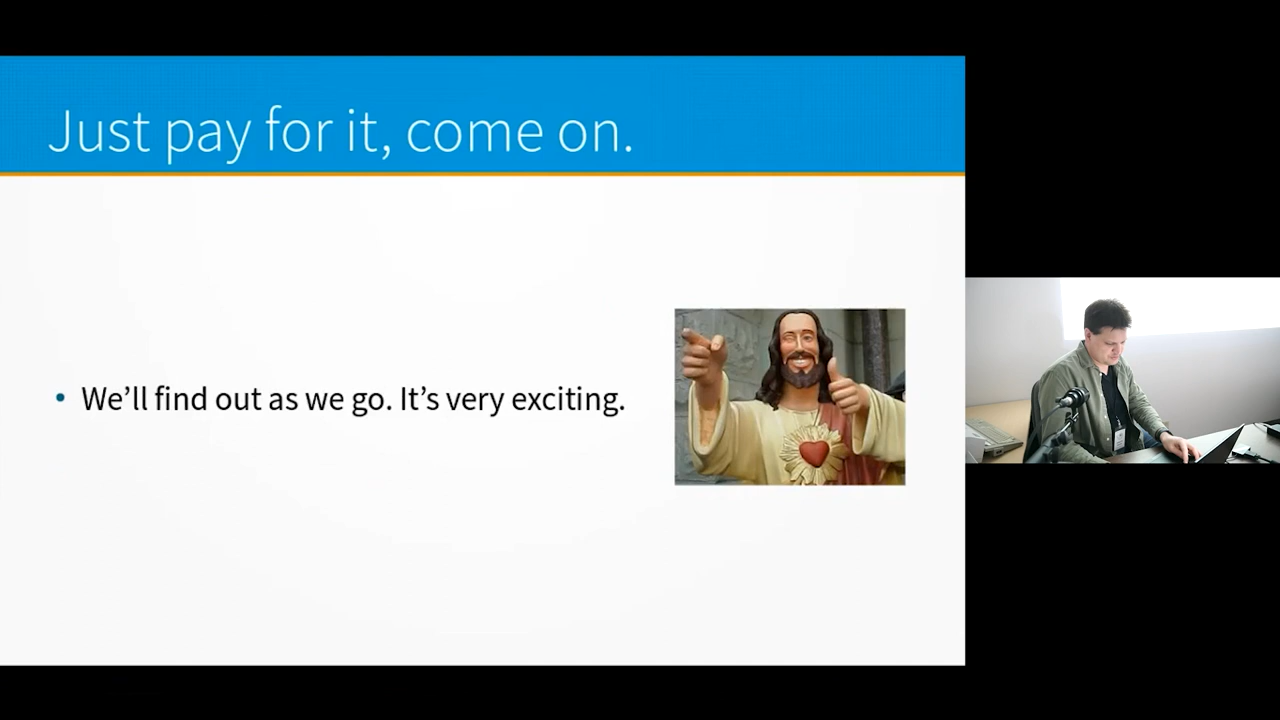 Just pay for it, come on.
• We’ll find out as we go. It’s very exciting.